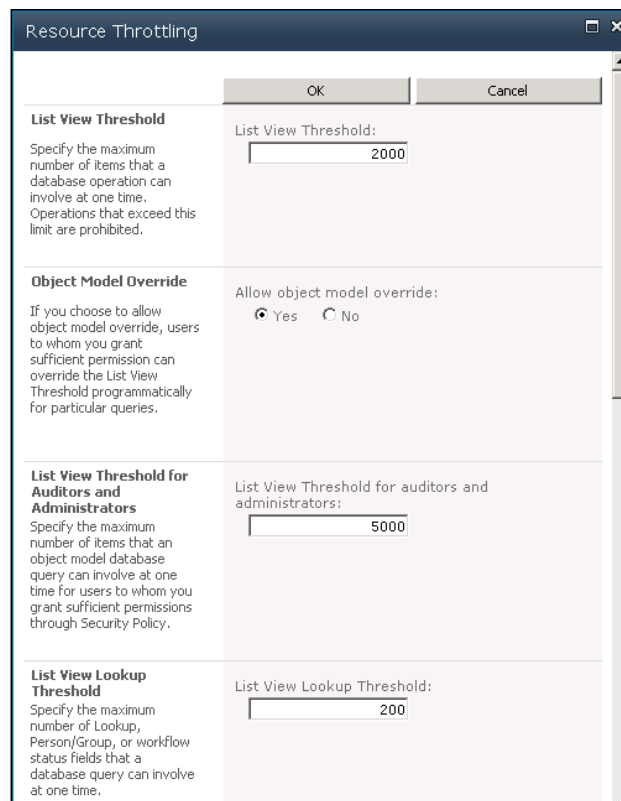 Resource Throttling
OK
Cancel
List View Threshold
Specify the maximum
number of items that a
database operation can
involve at one time.
Operations that exceed this
limit are prohibited.
List View Threshold:
2000
Object Model Override
If you choose to allow
object model override, users
to whom you grant
sufficient permission can
override the List View
Threshold programmatically
for particular queries.
Allow object model override:
Yes
No
List View Threshold for
Auditors and
Administrators
Specify the maximum
number of items that an
object model database
query can involve at one
time for users to whom you
grant sufficient permissions
through Security Policy.
List View Threshold for auditors and
administrators:
5000
List View Lookup
Threshold
Specify the maximum
number of Lookup,
Person/Group, or workflow
status fields that a
database query can involve
at one time.
List View Lookup Threshold:
200